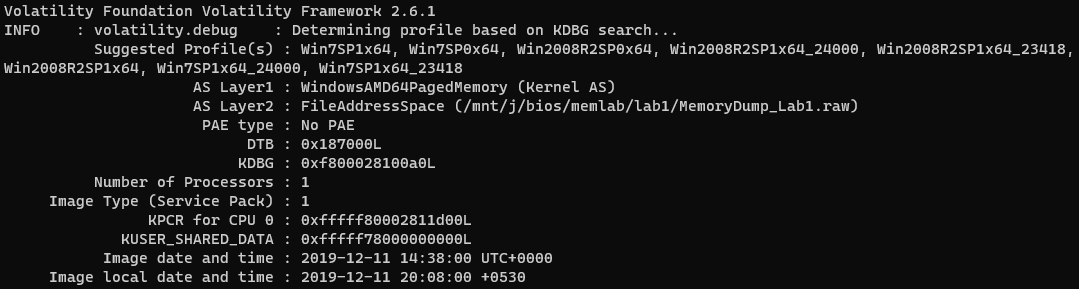 Volatility Foundation Volatility Framework 2.6.1
INFO    : volatility.debug    : Determining profile based on KDBG search...
          Suggested Profile(s) : Win7SP1x64, Win7SP0x64, Win2008R2SP0x64, Win2008R2SP1x64_24000, Win2008R2SP1x64_23418,
Win2008R2SP1x64, Win7SP1x64_24000, Win7SP1x64_23418
                     AS Layer1 : WindowsAMD64PagedMemory (Kernel AS)
                     AS Layer2 : FileAddressSpace (/mnt/j/bios/memlab/lab1/MemoryDump_Lab1.raw)
                      PAE type : No PAE
                           DTB : 0x187000L
                          KDBG : 0xf800028100a0L
          Number of Processors : 1
     Image Type (Service Pack) : 1
                KPCR for CPU 0 : 0xfffff80002811d00L
             KUSER_SHARED_DATA : 0xfffff78000000000L
           Image date and time : 2019-12-11 14:38:00 UTC+0000
     Image local date and time : 2019-12-11 20:08:00 +0530